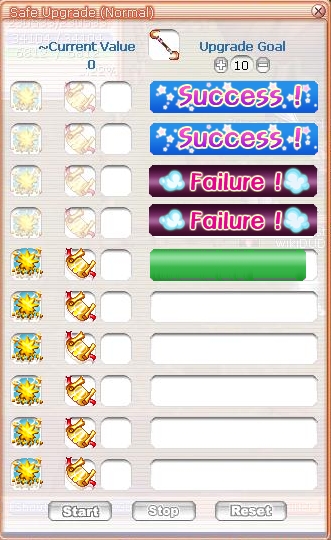 Safe Upgrade (Normal)
~Current Value
0
Upgrade Goal
10
Success !
Success !
Failure !
Failure !
Start
Stop
Reset